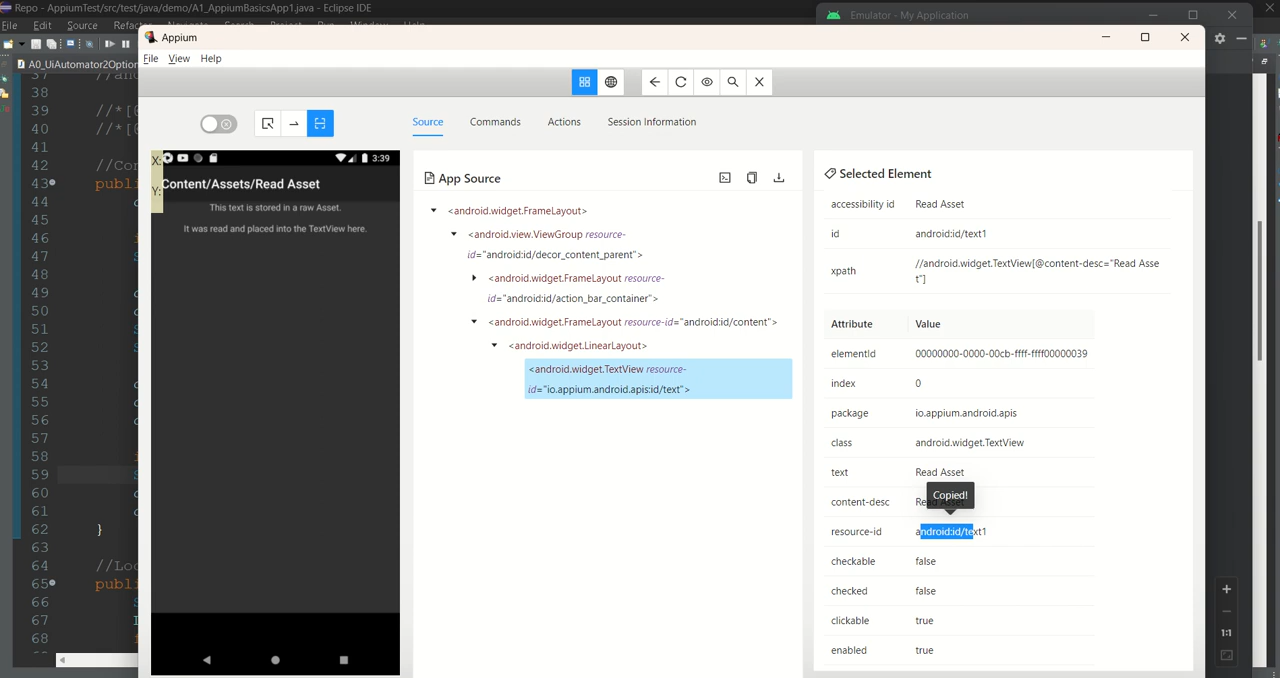 Repo - AppiumTest/src/test/java/demo/A1_AppiumBasicsApp1.java - Eclipse IDE
Emulator - My Application
File Edit Source
Appium
File View Help
A0_UiAutomator2Option
Source Commands Actions Session Information
38
39 //*[@
40 //*[@
41
42 //Con
43 publi
44
45
46
47
48
49
50
51
52
53
54
55
56
57
58
59
60
61
62 }
63
64 //Loc
65 publi
66
67
68
X:
Y:
3:39
Content/Assets/Read Asset
This text is stored in a raw Asset.
It was read and placed into the TextView here.
App Source
<android.widget.FrameLayout>
<android.view.ViewGroup resource-
id="android:id/decor_content_parent">
<android.widget.FrameLayout resource-
id="android:id/action_bar_container">
<android.widget.FrameLayout resource-id="android:id/content">
<android.widget.LinearLayout>
<android.widget.TextView resource-
id="io.appium.android.apis:id/text">
Selected Element
accessibility id Read Asset
id android:id/text1
xpath //android.widget.TextView[@content-desc="Read Asse
t"]
Attribute Value
elementId 00000000-0000-00cb-ffff-ffff00000039
index 0
package io.appium.android.apis
class android.widget.TextView
text Read Asset
Copied!
content-desc
resource-id android:id/text1
checkable false
checked false
clickable true
enabled true
1:1